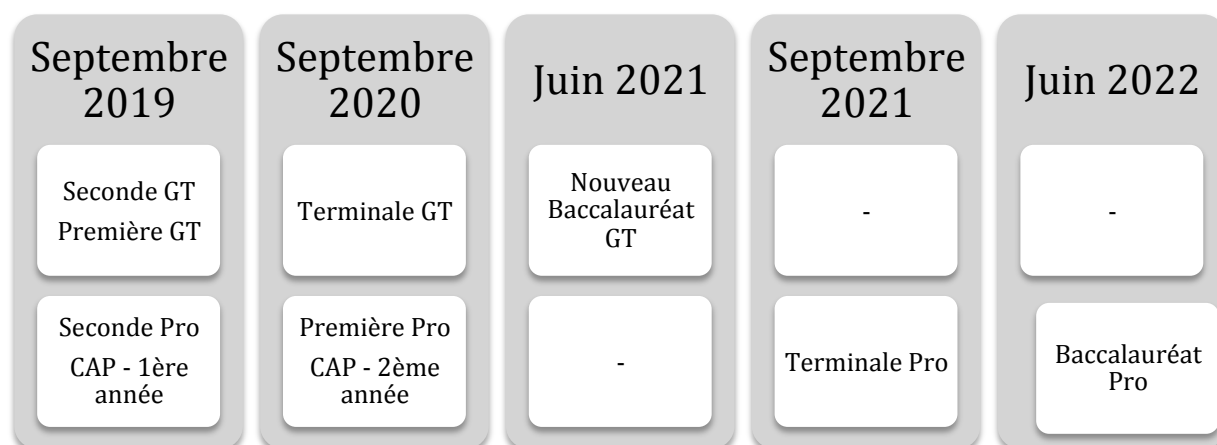 Septembre
2019
Seconde GT
Première GT
Seconde Pro
CAP - 1ère
année
Septembre
2020
Terminale GT
Première Pro
CAP - 2ème
année
Juin 2021
Nouveau
Baccalauréat
GT
-
Septembre
2021
-
Terminale Pro
Juin 2022
-
Baccalauréat
Pro